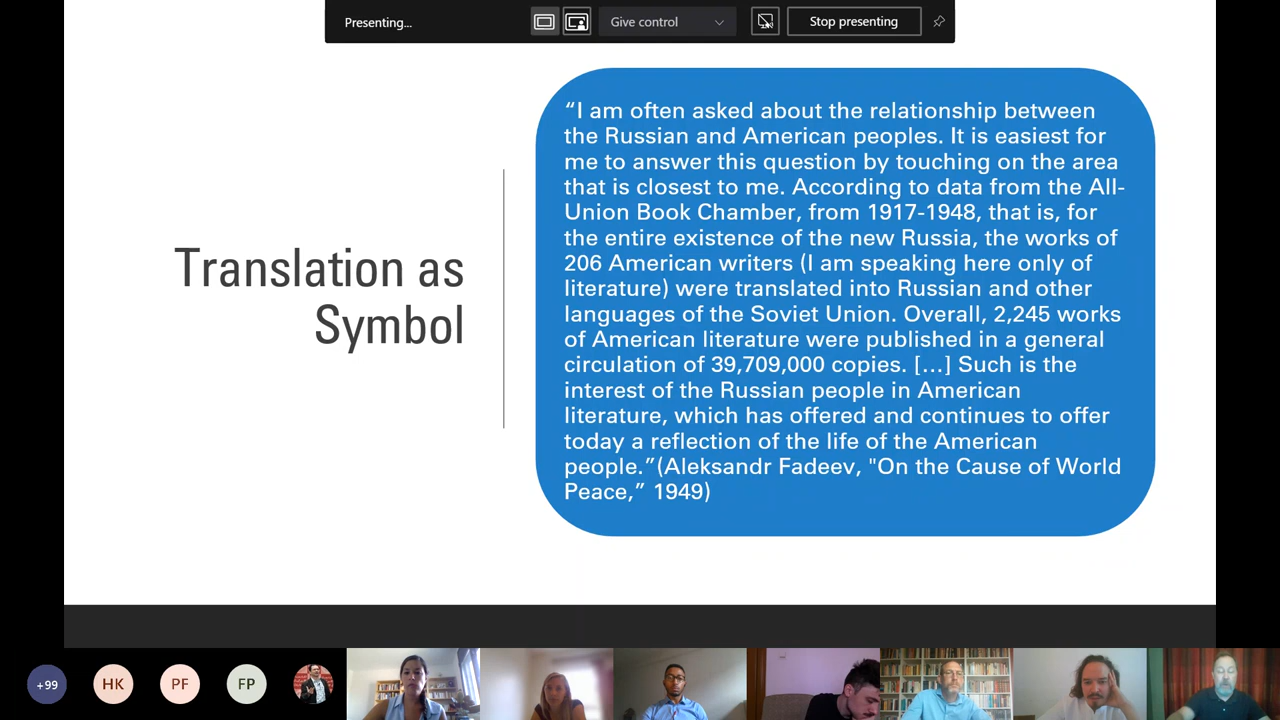 Presenting...
Give control
Stop presenting
Translation as
Symbol
“I am often asked about the relationship between
the Russian and American peoples. It is easiest for
me to answer this question by touching on the area
that is closest to me. According to data from the All-
Union Book Chamber, from 1917-1948, that is, for
the entire existence of the new Russia, the works of
206 American writers (I am speaking here only of
literature) were translated into Russian and other
languages of the Soviet Union. Overall, 2,245 works
of American literature were published in a general
circulation of 39,709,000 copies. […] Such is the
interest of the Russian people in American
literature, which has offered and continues to offer
today a reflection of the life of the American
people.”(Aleksandr Fadeev, "On the Cause of World
Peace,” 1949)
+99
HK
PF
FP